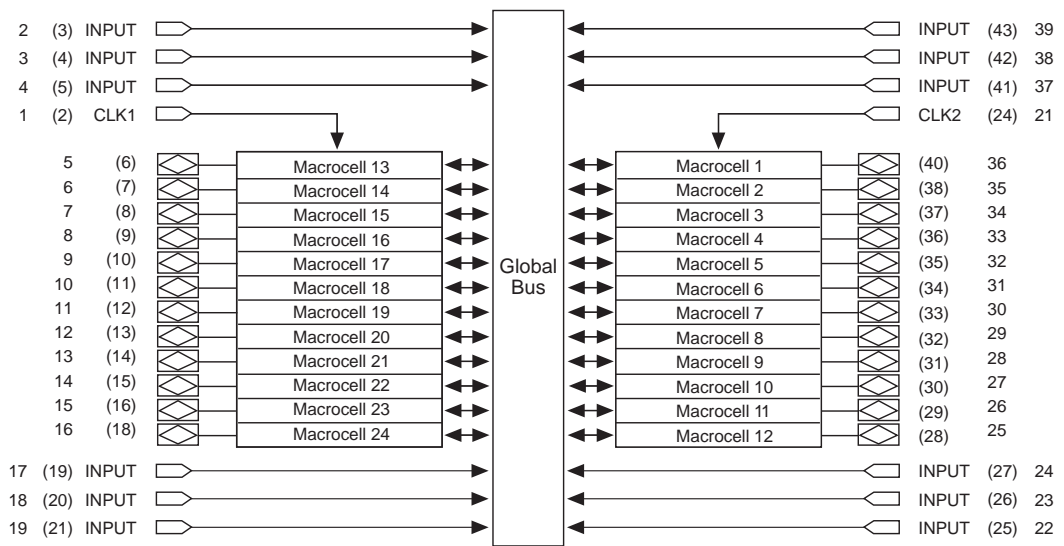 2 (3) INPUT INPUT (43) 39
3 (4) INPUT INPUT (42) 38
4 (5) INPUT INPUT (41) 37
1 (2) CLK1 CLK2 (24) 21
5 (6) Macrocell 13 Macrocell 1 (40) 36
6 (7) Macrocell 14 Macrocell 2 (38) 35
7 (8) Macrocell 15 Macrocell 3 (37) 34
8 (9) Macrocell 16 Macrocell 4 (36) 33
9 (10) Macrocell 17 Global Macrocell 5 (35) 32
10 (11) Macrocell 18 Bus Macrocell 6 (34) 31
11 (12) Macrocell 19 Macrocell 7 (33) 30
12 (13) Macrocell 20 Macrocell 8 (32) 29
13 (14) Macrocell 21 Macrocell 9 (31) 28
14 (15) Macrocell 22 Macrocell 10 (30) 27
15 (16) Macrocell 23 Macrocell 11 (29) 26
16 (18) Macrocell 24 Macrocell 12 (28) 25
17 (19) INPUT INPUT (27) 24
18 (20) INPUT INPUT (26) 23
19 (21) INPUT INPUT (25) 22